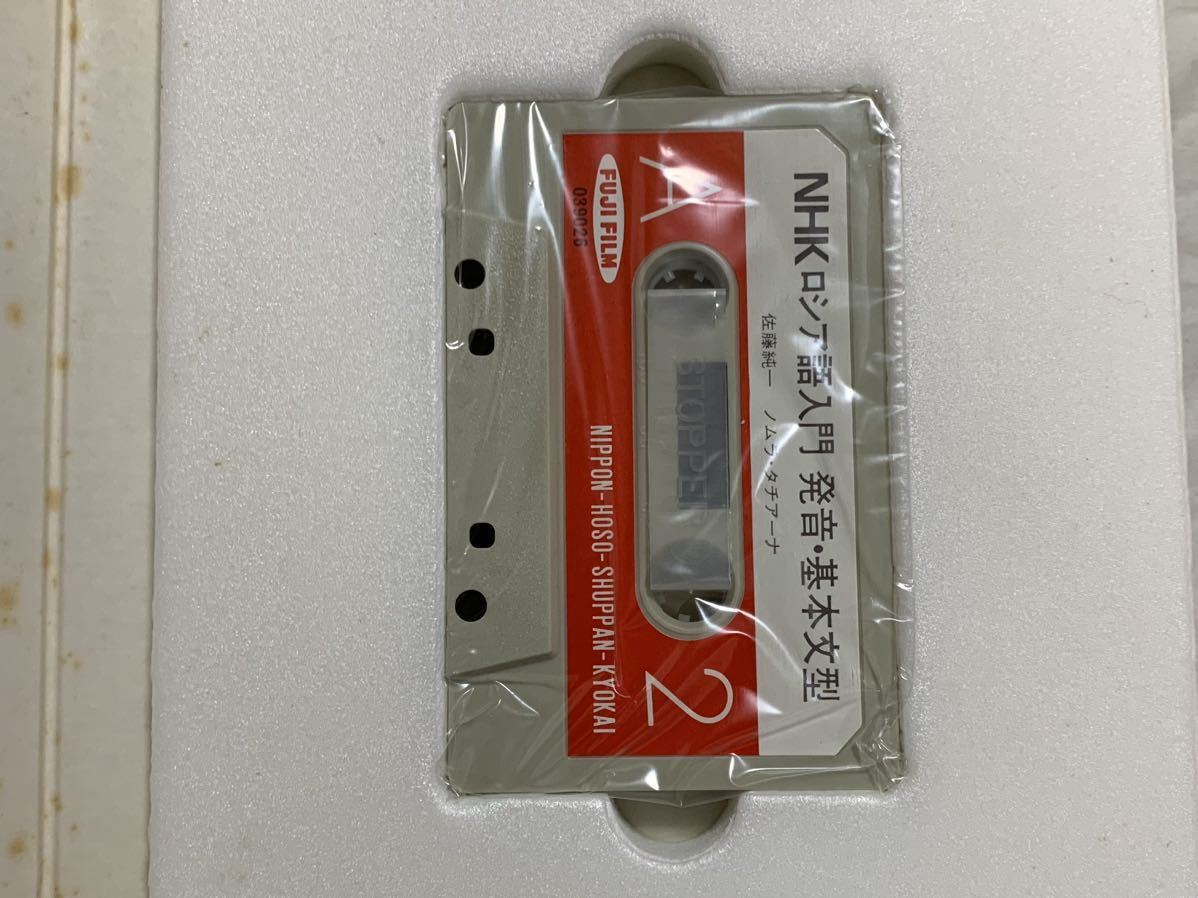 NHKロシア語入門 発音・基本文型
佐藤純一 ノムラ・タチアーナ
A
STOPPER
2
FUJI FILM
039026
NIPPON-HOSO-SHUPPAN-KYOKAI